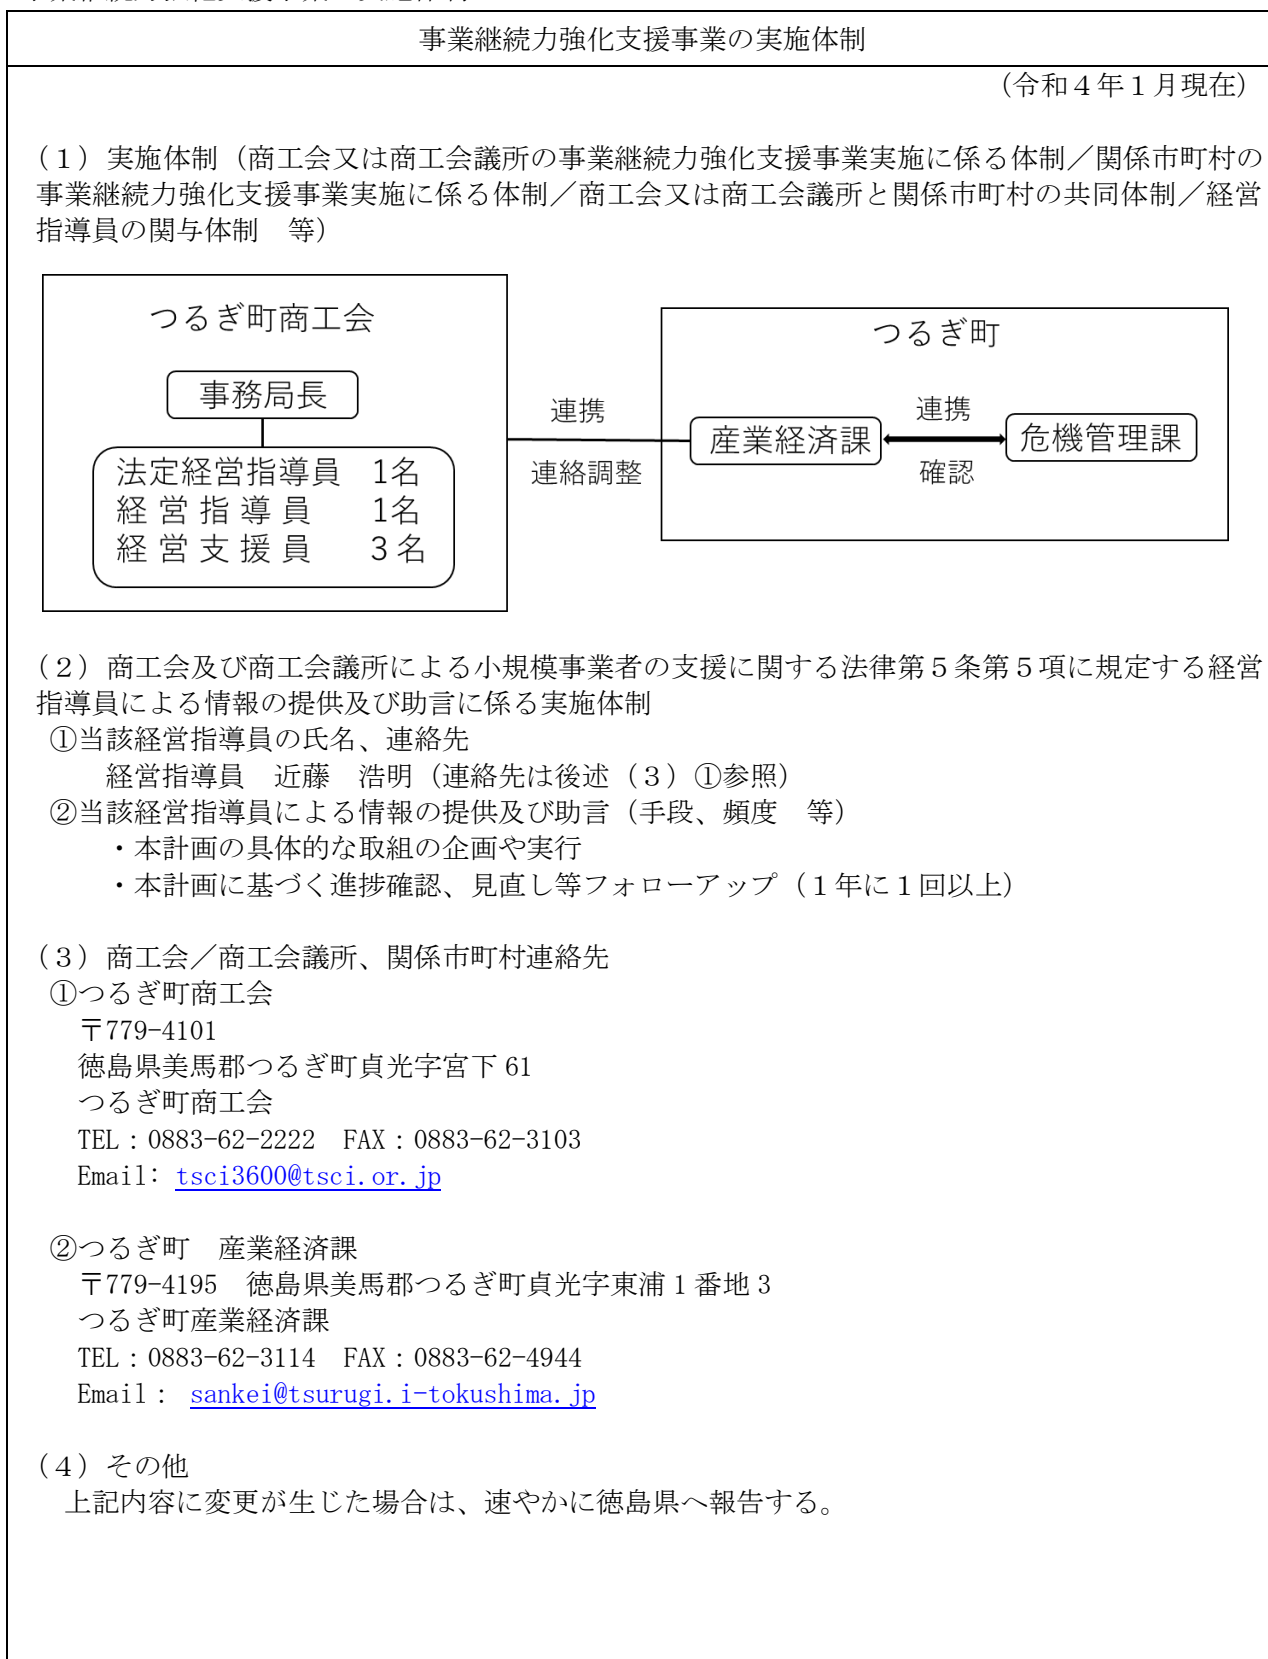 事業継続力強化支援事業の実施体制
（令和４年１月現在）
（１）実施体制（商工会又は商工会議所の事業継続力強化支援事業実施に係る体制／関係市町村の
事業継続力強化支援事業実施に係る体制／商工会又は商工会議所と関係市町村の共同体制／経営
指導員の関与体制　等）
つるぎ町商工会
事務局長
法定経営指導員　1名
経 営 指 導 員　1名
経 営 支 援 員　３名
連携
連絡調整
つるぎ町
産業経済課
連携
確認
危機管理課
（２）商工会及び商工会議所による小規模事業者の支援に関する法律第５条第５項に規定する経営
指導員による情報の提供及び助言に係る実施体制
①当該経営指導員の氏名、連絡先
経営指導員　近藤　浩明（連絡先は後述（３）①参照）
②当該経営指導員による情報の提供及び助言（手段、頻度　等）
・本計画の具体的な取組の企画や実行
・本計画に基づく進捗確認、見直し等フォローアップ（１年に１回以上）
（３）商工会／商工会議所、関係市町村連絡先
①つるぎ町商工会
〒779-4101
徳島県美馬郡つるぎ町貞光字宮下 61
つるぎ町商工会
TEL：0883-62-2222　FAX：0883-62-3103
Email: tsci3600@tsci.or.jp
②つるぎ町　産業経済課
〒779-4195　徳島県美馬郡つるぎ町貞光字東浦１番地３
つるぎ町産業経済課
TEL：0883-62-3114　FAX：0883-62-4944
Email： sankei@tsurugi.i-tokushima.jp
（４）その他
上記内容に変更が生じた場合は、速やかに徳島県へ報告する。